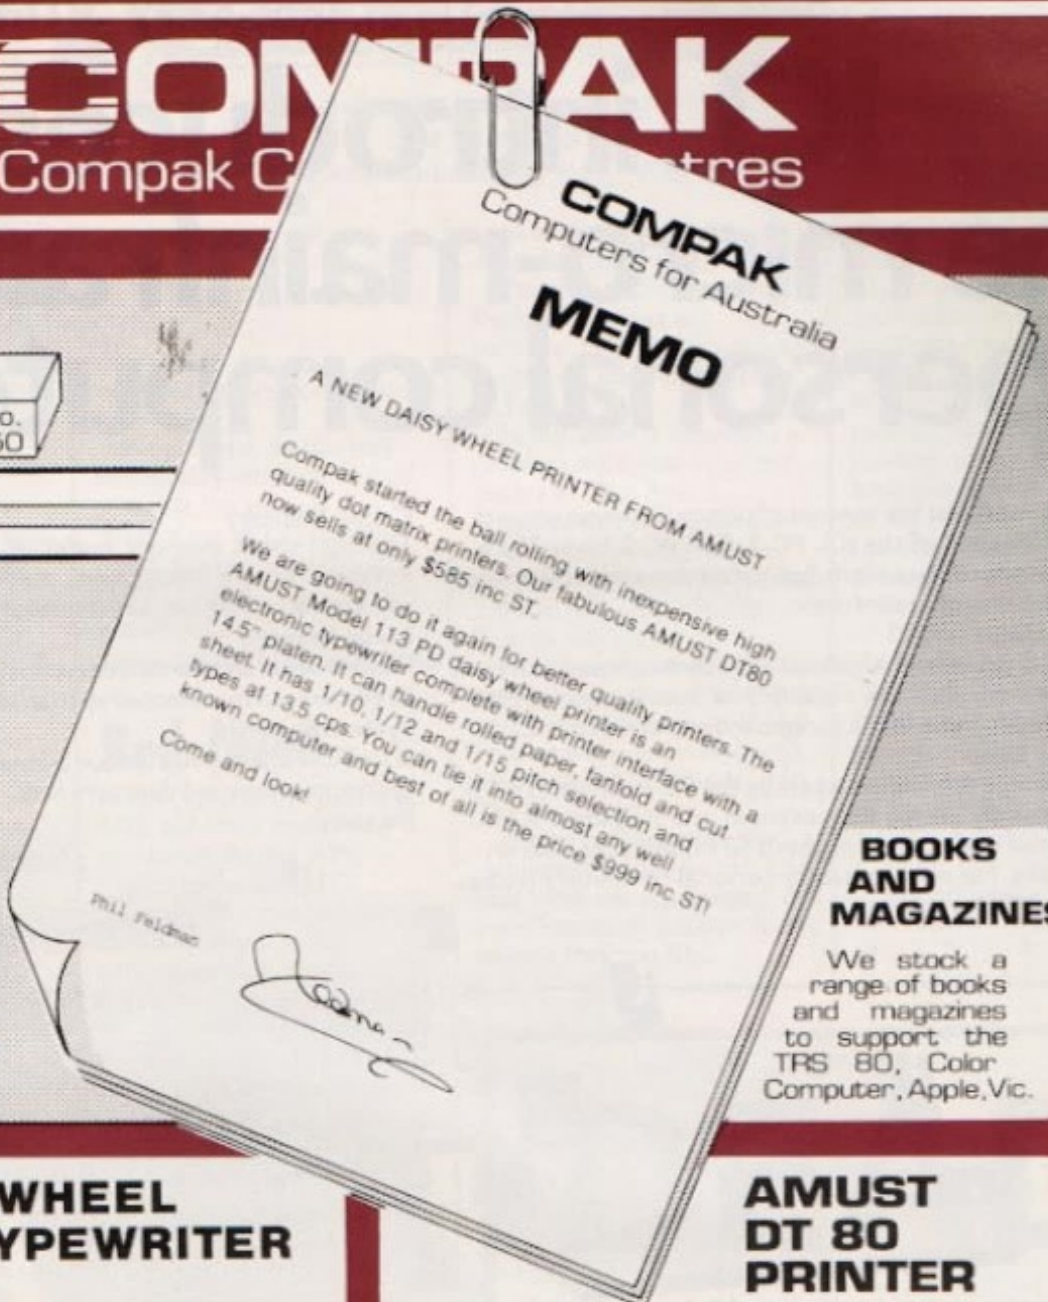 COMPAK
Compak C
tres
COMPAK
Computers for Australia
MEMO
A NEW DAISY WHEEL PRINTER FROM AMUST
Compak started the ball rolling with inexpensive high
quality dot matrix printers. Our fabulous AMUST DT80
now sells at only $585 inc ST.
We are going to do it again for better quality printers. The
AMUST Model 113 PD daisy wheel printer is an
electronic typewriter complete with printer interface with a
14.5" platen. It can handle rolled paper, fanfold and cut
sheet. It has 1/10, 1/12 and 1/15 pitch selection and
types at 13.5 cps. You can tie it into almost any well
known computer and best of all is the price $999 inc ST!
Come and look!
Phil Feldman
o.
60
BOOKS
AND
MAGAZINES
We stock a
range of books
and magazines
to support the
TRS 80, Color
Computer, Apple, Vic.
WHEEL
YPEWRITER
AMUST
DT 80
PRINTER